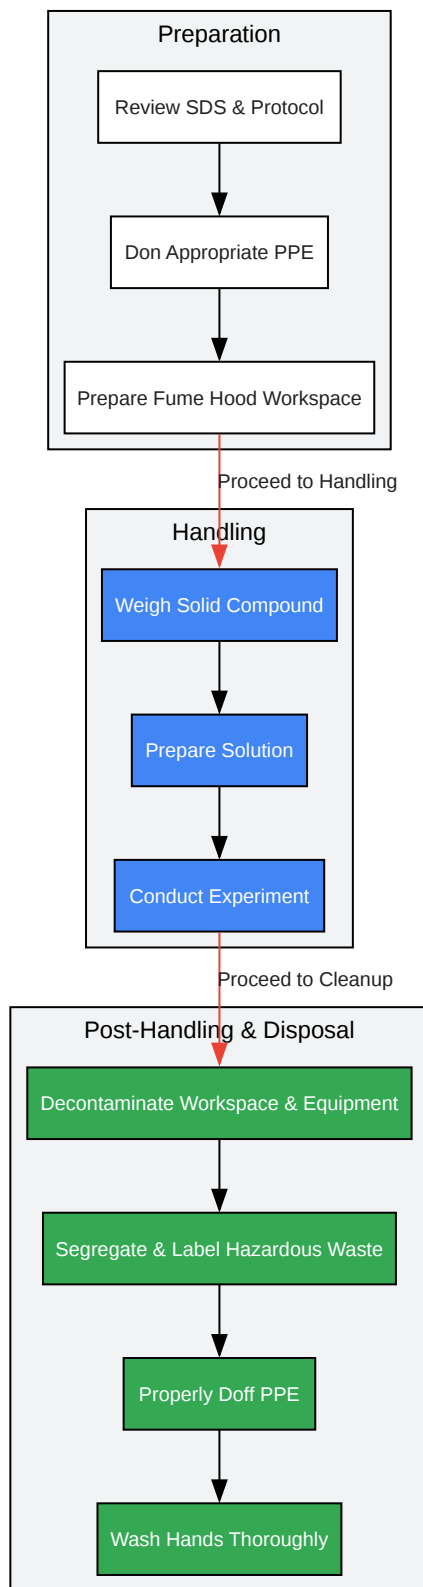 Preparation
Review SDS & Protocol
Don Appropriate PPE
Prepare Fume Hood Workspace
Proceed to Handling
Handling
Weigh Solid Compound
Prepare Solution
Conduct Experiment
Proceed to Cleanup
Post-Handling & Disposal
Decontaminate Workspace & Equipment
Segregate & Label Hazardous Waste
Properly Doff PPE
Wash Hands Thoroughly